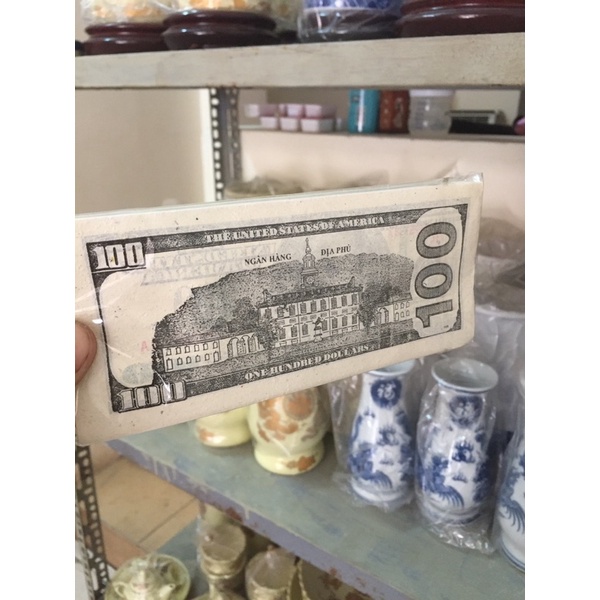 THE UNITED STATES OF AMERICA
100
NGÂN HÀNG ĐỊA PHỦ
100
ONE HUNDRED DOLLARS
100